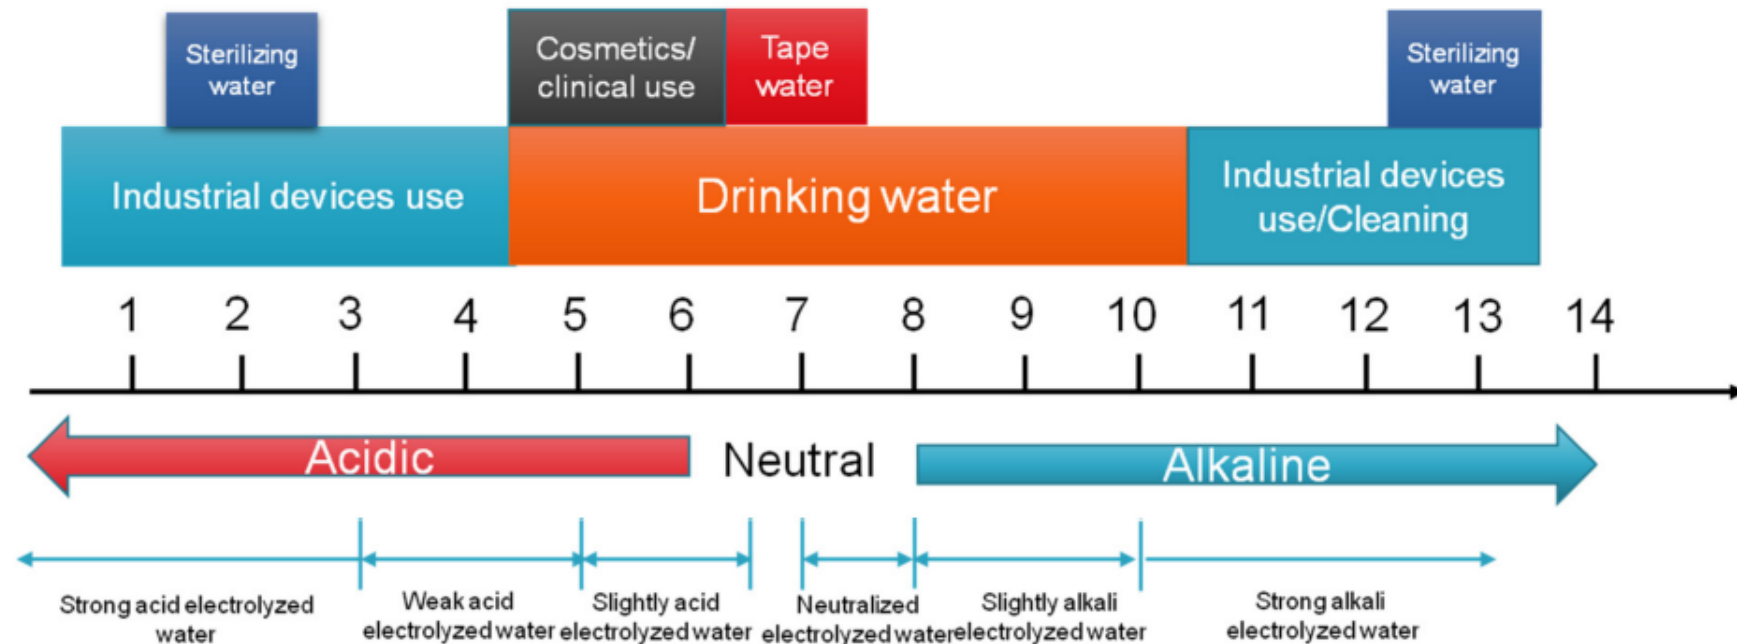 Sterilizing
water
Cosmetics/
clinical use
Tape
water
Sterilizing
water
Industrial devices use
Drinking water
Industrial devices
use/Cleaning
1 2 3 4 5 6 7 8 9 10 11 12 13 14
Acidic
Neutral
Alkaline
Strong acid electrolyzed
water
Weak acid
electrolyzed water
Slightly acid
electrolyzed water
Neutralized
electrolyzed water
Slightly alkali
electrolyzed water
Strong alkali
electrolyzed water